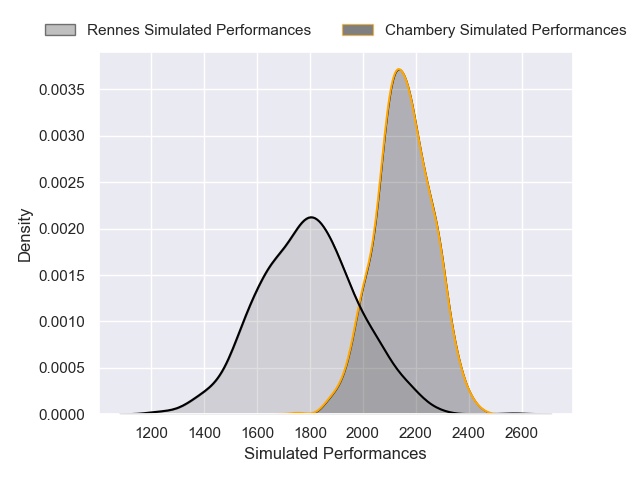 Rennes Simulated Performances
Chambery Simulated Performances
0.0035
0.0030
0.0025
0.0020
0.0015
0.0010
0.0005
0.0000
Density
1200 1400 1600 1800 2000 2200 2400 2600
Simulated Performances